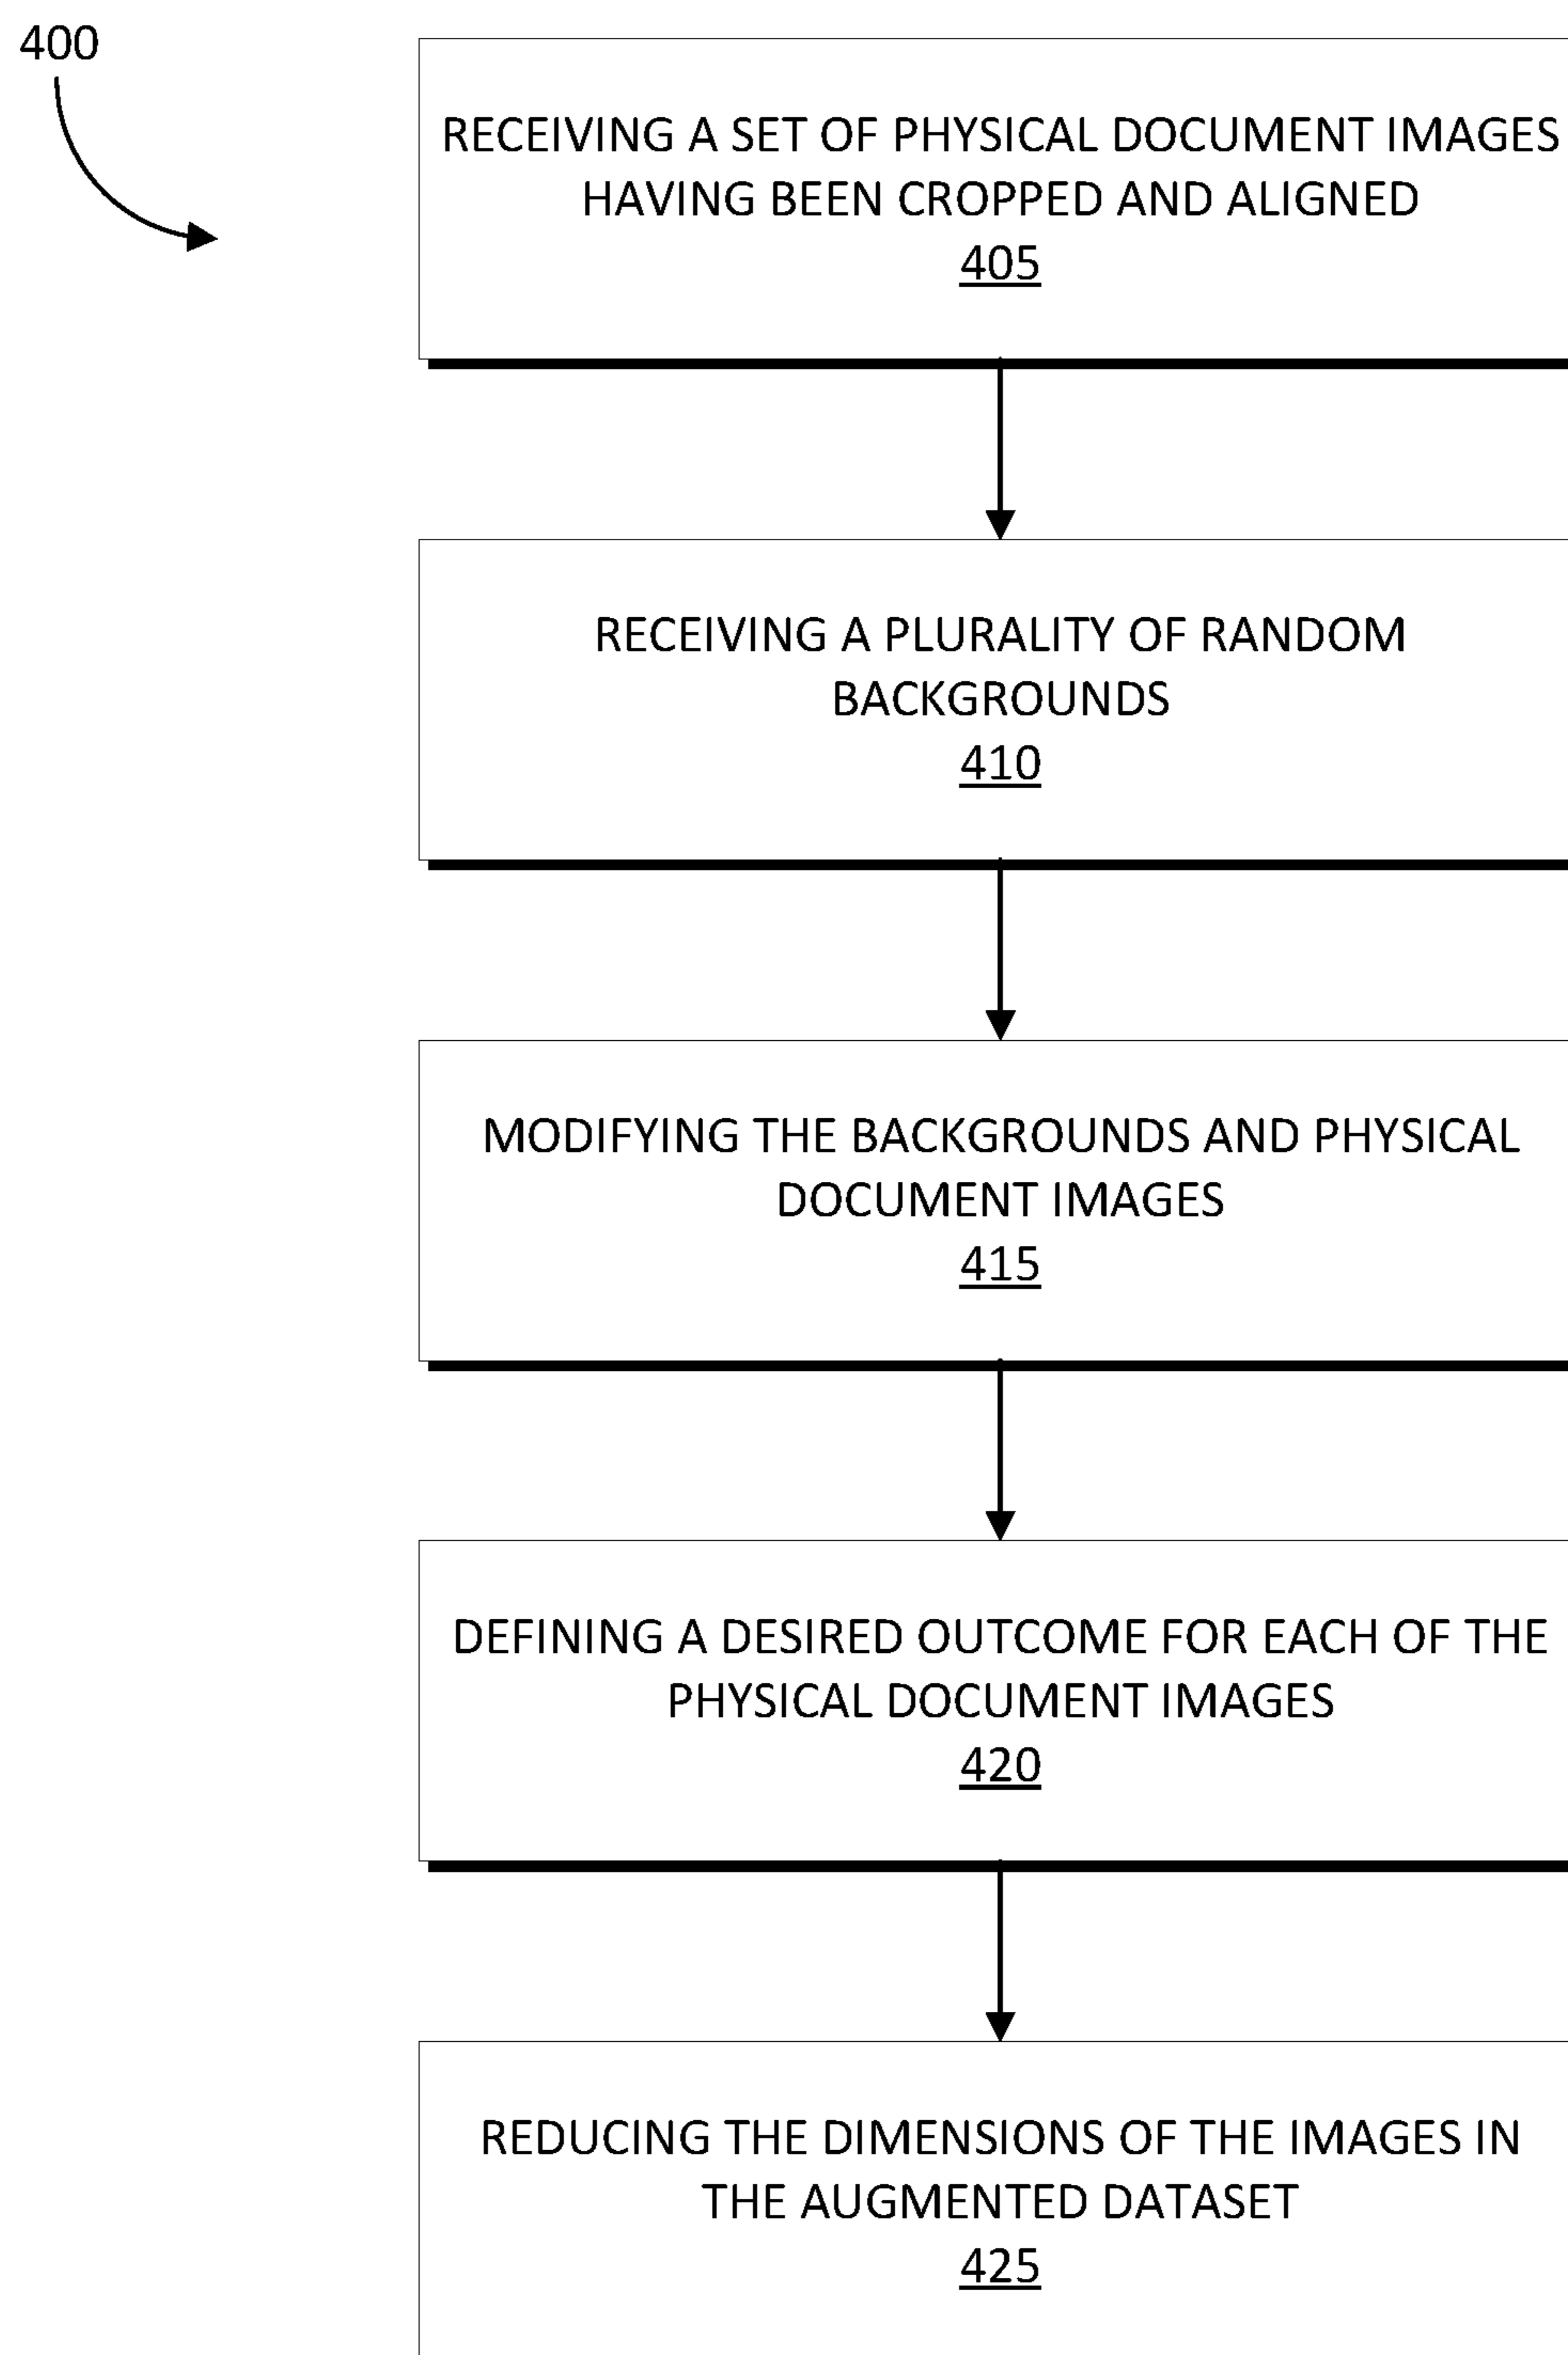 400
RECEIVING A SET OF PHYSICAL DOCUMENT IMAGES
HAVING BEEN CROPPED AND ALIGNED
405
RECEIVING A PLURALITY OF RANDOM
BACKGROUNDS
410
MODIFYING THE BACKGROUNDS AND PHYSICAL
DOCUMENT IMAGES
415
DEFINING A DESIRED OUTCOME FOR EACH OF THE
PHYSICAL DOCUMENT IMAGES
420
REDUCING THE DIMENSIONS OF THE IMAGES IN
THE AUGMENTED DATASET
425